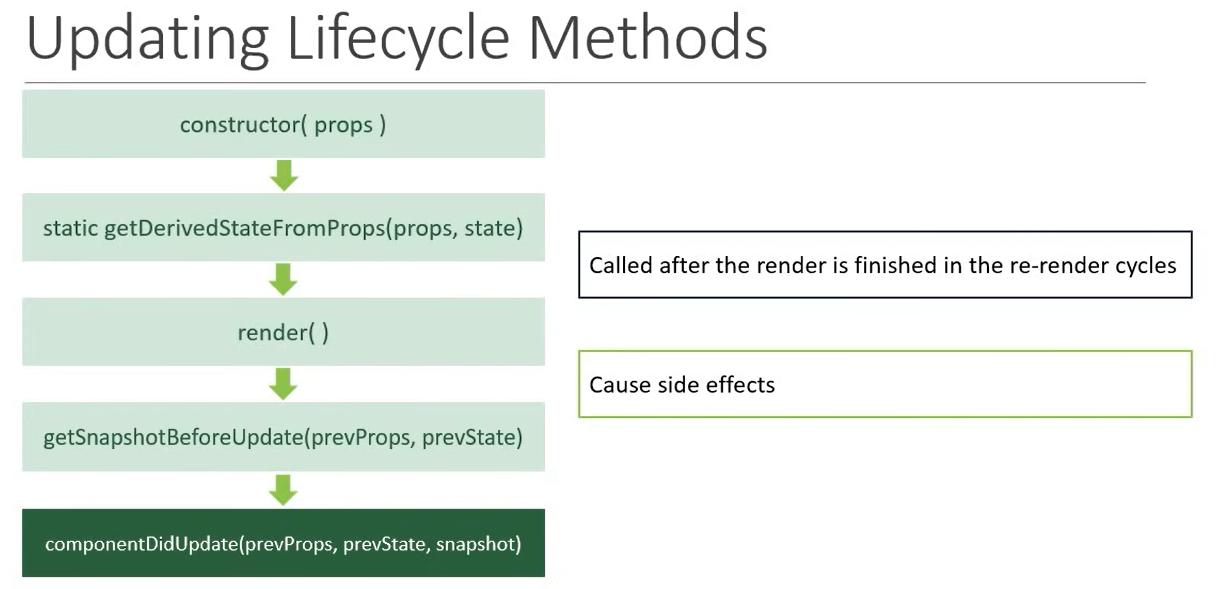 Updating Lifecycle Methods
constructor( props )
static getDerivedStateFromProps(props, state)
render( )
getSnapshotBeforeUpdate(prevProps, prevState)
componentDidUpdate(prevProps, prevState, snapshot)
Called after the render is finished in the re-render cycles
Cause side effects